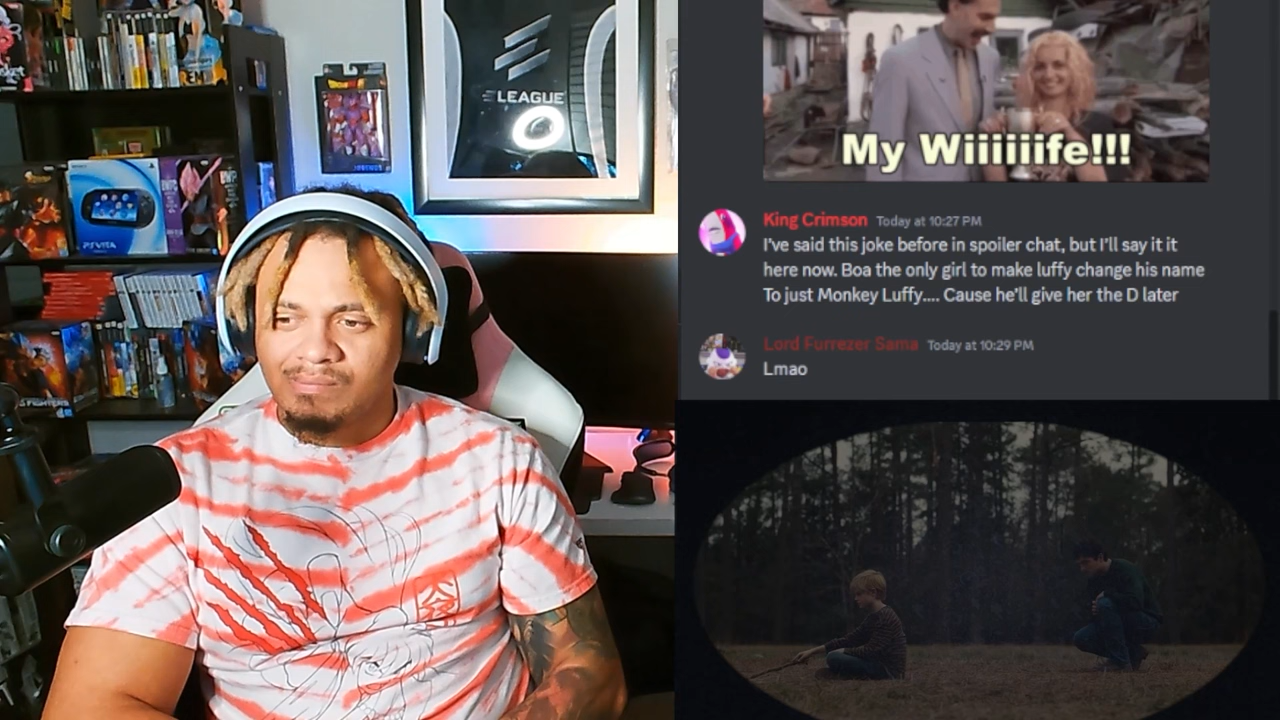 LEAGUE
PS VITA
FIGHTERS
My Wiiiiiife!!!
King Crimson Today at 10:27 PM
I've said this joke before in spoiler chat, but I'll say it it
here now. Boa the only girl to make luffy change his name
To just Monkey Luffy.... Cause he'll give her the D later
Lord Furrezer Sama Today at 10:29 PM
Lmao